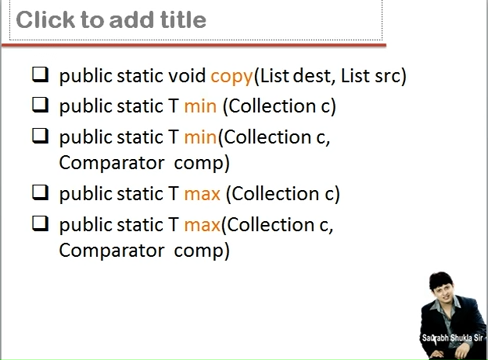 Click to add title
public static void copy(List dest, List src)
public static T min (Collection c)
public static T min(Collection c,
Comparator comp)
public static T max (Collection c)
public static T max(Collection c,
Comparator comp)
Saurabh Shukla Sir